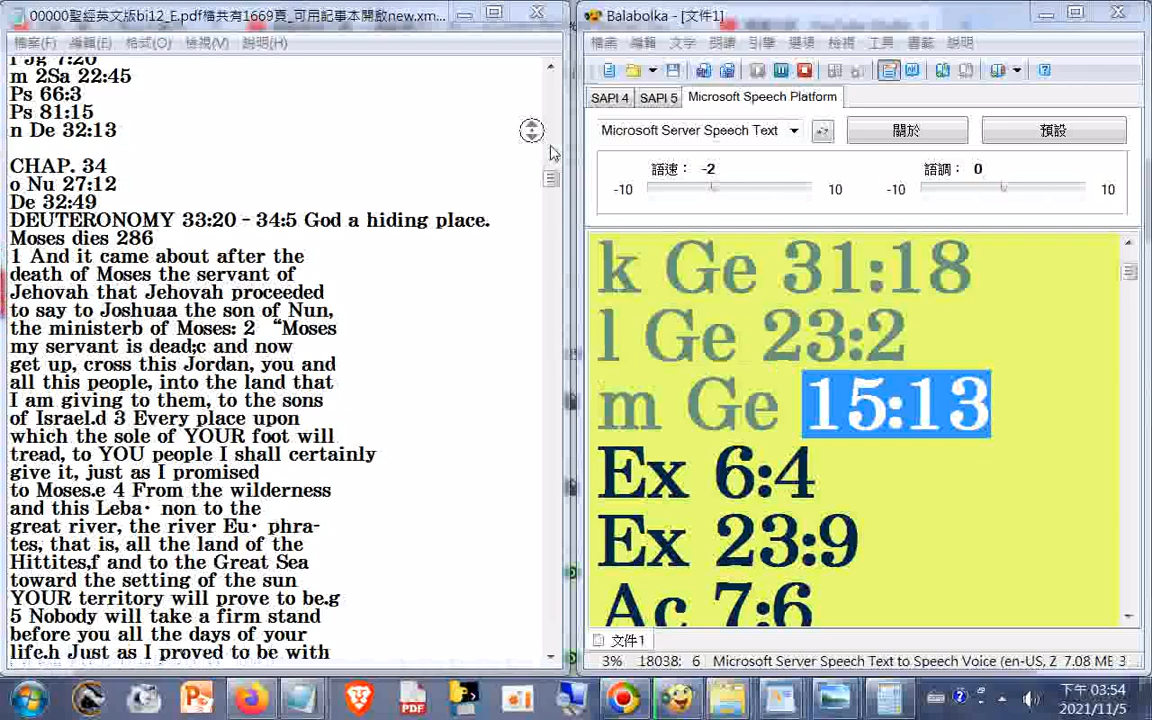 00000聖經英文版bi12_E.pdf檔共有1669頁_可用記事本開啟new.xm...
檔案(F) 編輯(E) 格式(O) 檢視(V) 說明(H)
l Jg 7:20
m 2Sa 22:45
Ps 66:3
Ps 81:15
n De 32:13
CHAP. 34
o Nu 27:12
De 32:49
DEUTERONOMY 33:20–34:5 God a hiding place.
Moses dies 286
1 And it came about after the
death of Moses the servant of
Jehovah that Jehovah proceeded
to say to Joshuaa the son of Nun,
the ministerb of Moses: 2 “Moses
my servant is dead;c and now
get up, cross this Jordan, you and
all this people, into the land that
I am giving to them, to the sons
of Israel.d 3 Every place upon
which the sole of YOUR foot will
tread, to YOU people I shall certainly
give it, just as I promised
to Moses.e 4 From the wilderness
and this Leba· non to the
great river, the river Eu· phra-
tes, that is, all the land of the
Hittites,f and to the Great Sea
toward the setting of the sun
YOUR territory will prove to be.g
5 Nobody will take a firm stand
before you all the days of your
life.h Just as I proved to be with
Balabolka - [文件1]
檔案 編輯 文字 朗讀 引擎 選項 檢視 工具 書籤 說明
SAPI 4 SAPI 5 Microsoft Speech Platform
Microsoft Server Speech Text 關於 預設
語速： -2 語調： 0
-10 10 -10 10
k Ge 31:18
l Ge 23:2
m Ge 15:13
Ex 6:4
Ex 23:9
Ac 7:6
文件1
3% 18038: 6 Microsoft Server Speech Text to Speech Voice (en-US, Z 7.08 ME 3
PDF
下午 03:54
2021/11/5